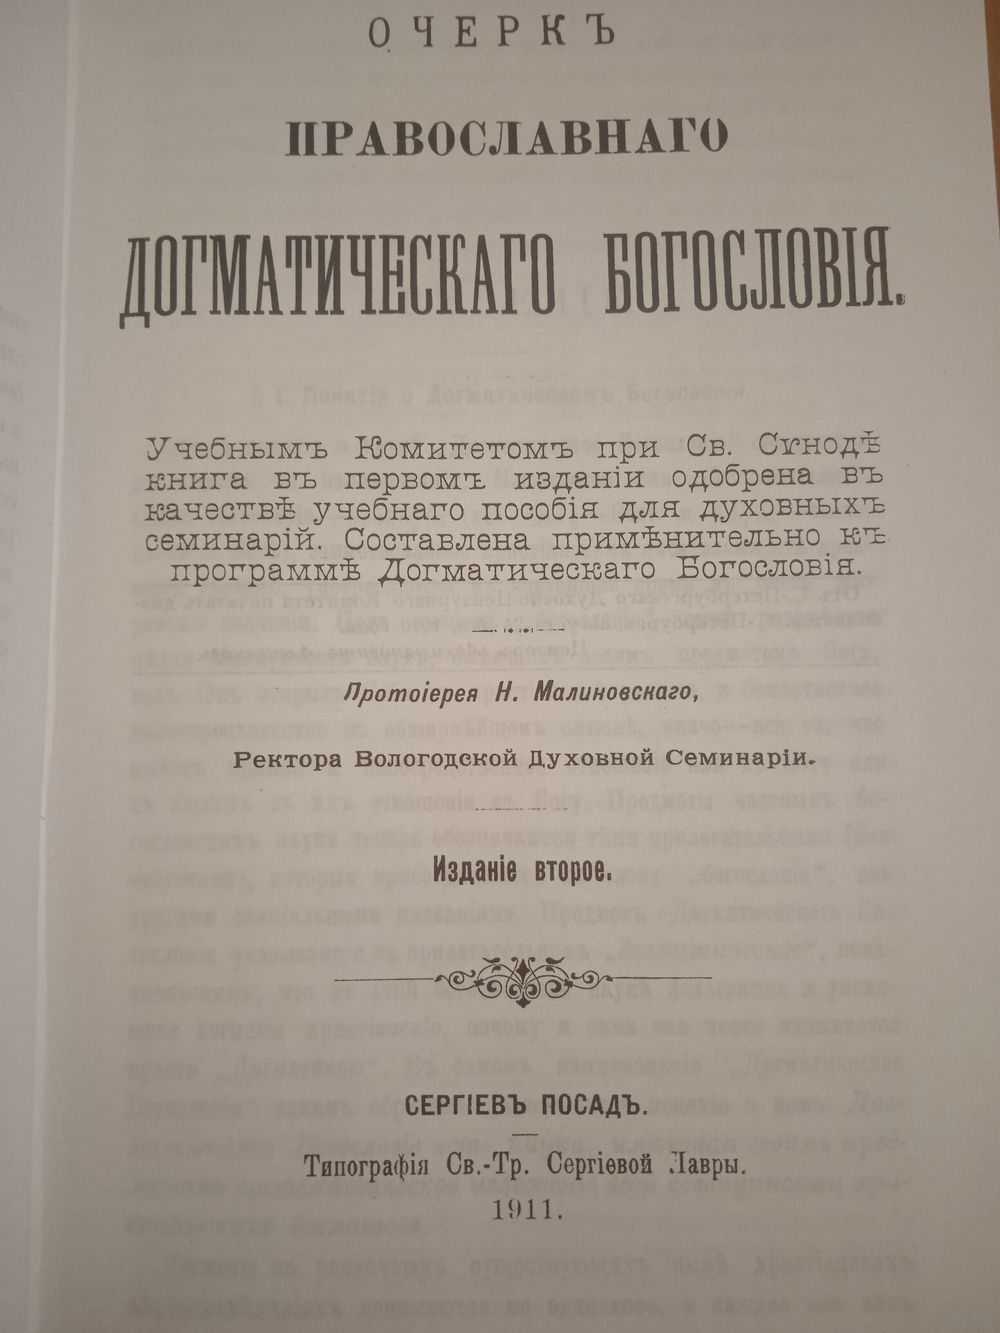 ОЧЕРКЪ
ПРАВОСЛАВНАГО
ДОГМАТИЧЕСКАГО БОГОСЛОВІЯ.
Учебнымъ Комитетомъ при Св. Сѵнодѣ
книга въ первомъ изданіи одобрена въ
качествѣ учебнаго пособія для духовныхъ
семинарій. Составлена примѣнительно къ
программѣ Догматическаго Богословія.
Протоіерея Н. Малиновскаго,
Ректора Вологодской Духовной Семинаріи.
Изданіе второе.
СЕРГІЕВЪ ПОСАДЪ.
Типографія Св.-Тр. Сергіевой Лавры.
1911.